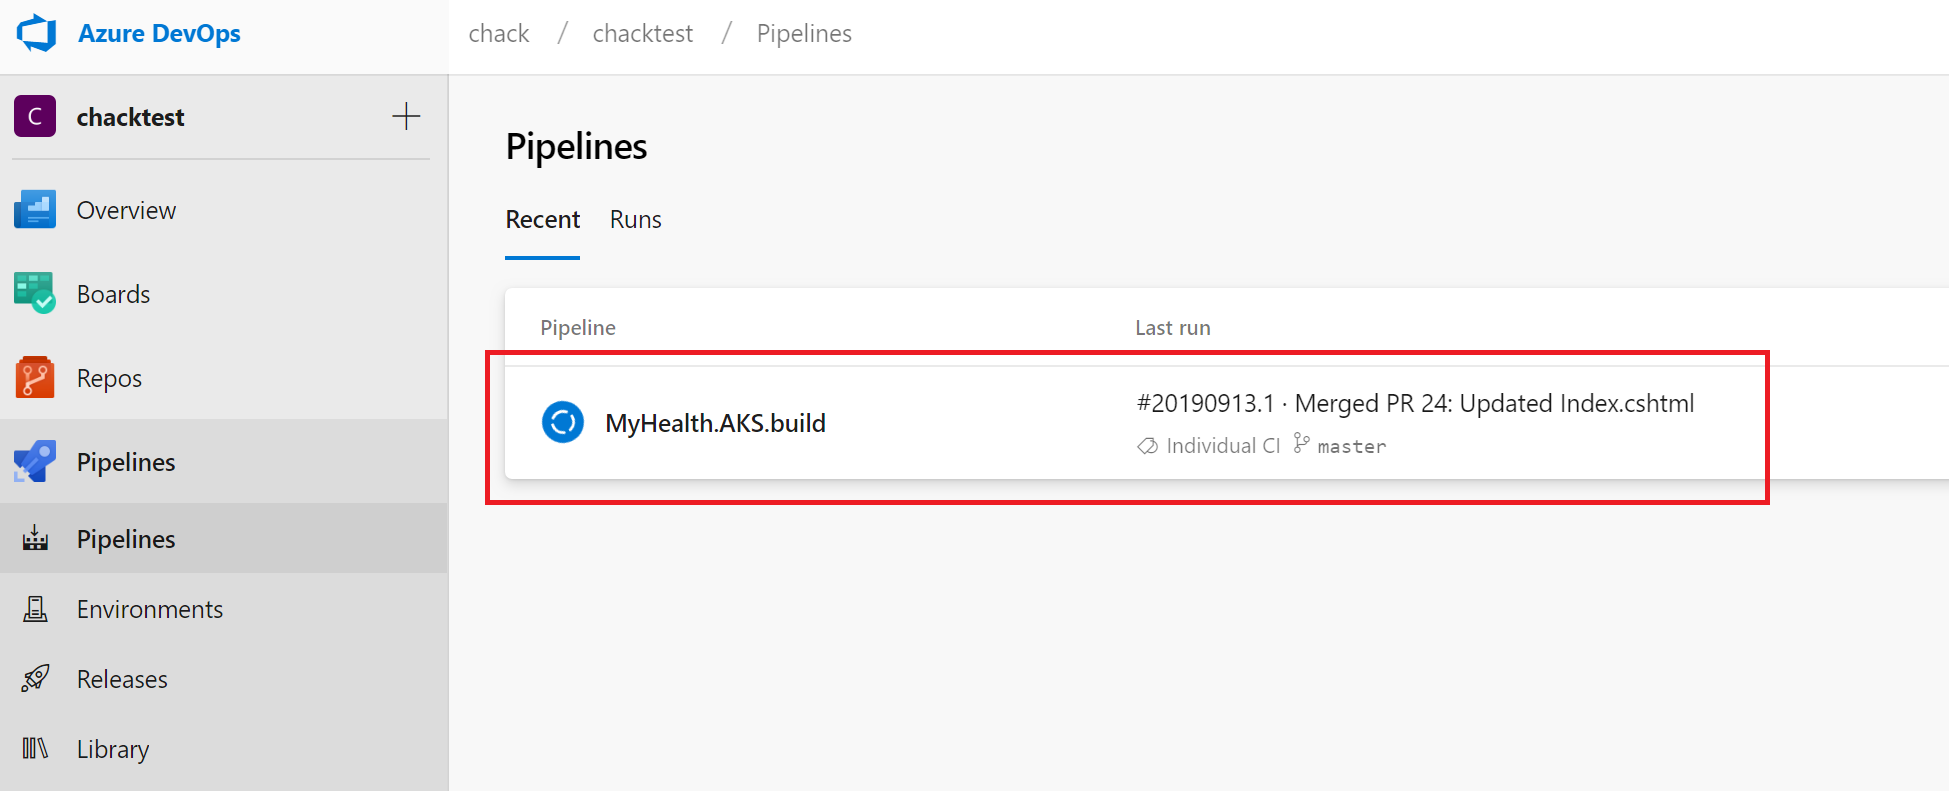 Azure DevOps
chack / chacktest / Pipelines
C chacktest
Overview
Boards
Repos
Pipelines
Pipelines
Environments
Releases
Library
Pipelines
Recent Runs
Pipeline Last run
MyHealth.AKS.build
#20190913.1 · Merged PR 24: Updated Index.cshtml
Individual CI master